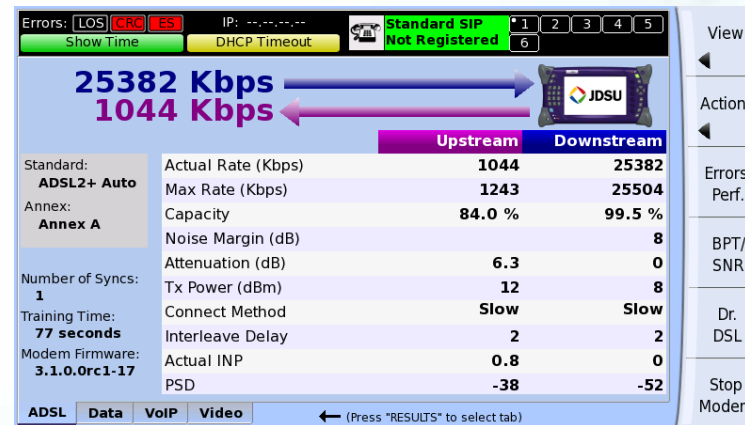 Errors: LOS CRC ES
IP: --.--.--.--
Standard SIP
Not Registered
1 2 3 4 5
6
Show Time
DHCP Timeout
25382 Kbps
1044 Kbps
JDSU
Upstream Downstream
Standard:
ADSL2+ Auto
Annex:
Annex A
Number of Syncs:
1
Training Time:
77 seconds
Modem Firmware:
3.1.0.0rc1-17
Actual Rate (Kbps) 1044 25382
Max Rate (Kbps) 1243 25504
Capacity 84.0 % 99.5 %
Noise Margin (dB) 8
Attenuation (dB) 6.3 0
Tx Power (dBm) 12 8
Connect Method Slow Slow
Interleave Delay 2 2
Actual INP 0.8 0
PSD -38 -52
ADSL Data VoIP Video
(Press "RESULTS" to select tab)
View
Action
Errors
Perf.
BPT/
SNR
Dr.
DSL
Stop
Modem